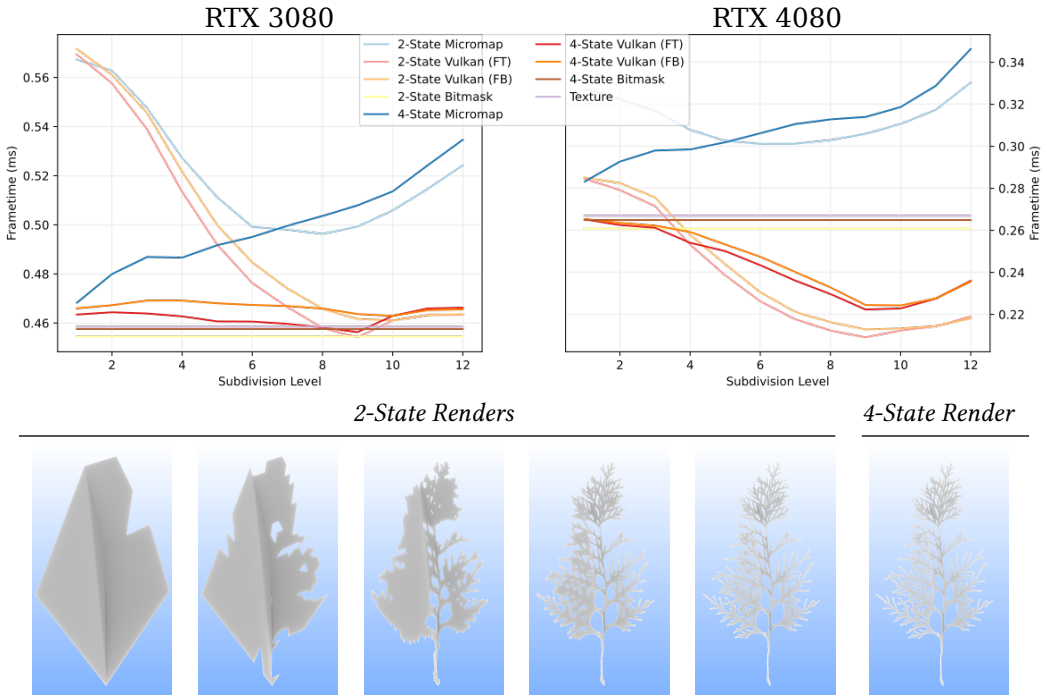 RTX 3080
RTX 4080
2-State Micromap
2-State Vulkan (FT)
2-State Vulkan (FB)
2-State Bitmask
4-State Micromap
4-State Vulkan (FT)
4-State Vulkan (FB)
4-State Bitmask
Texture
Frametime (ms)
0.56
0.54
0.52
0.50
0.48
0.46
2 4 6 8 10 12
Subdivision Level
0.34
0.32
0.30
0.28
0.26
0.24
0.22
Frametime (ms)
2 4 6 8 10 12
Subdivision Level
2-State Renders
4-State Render